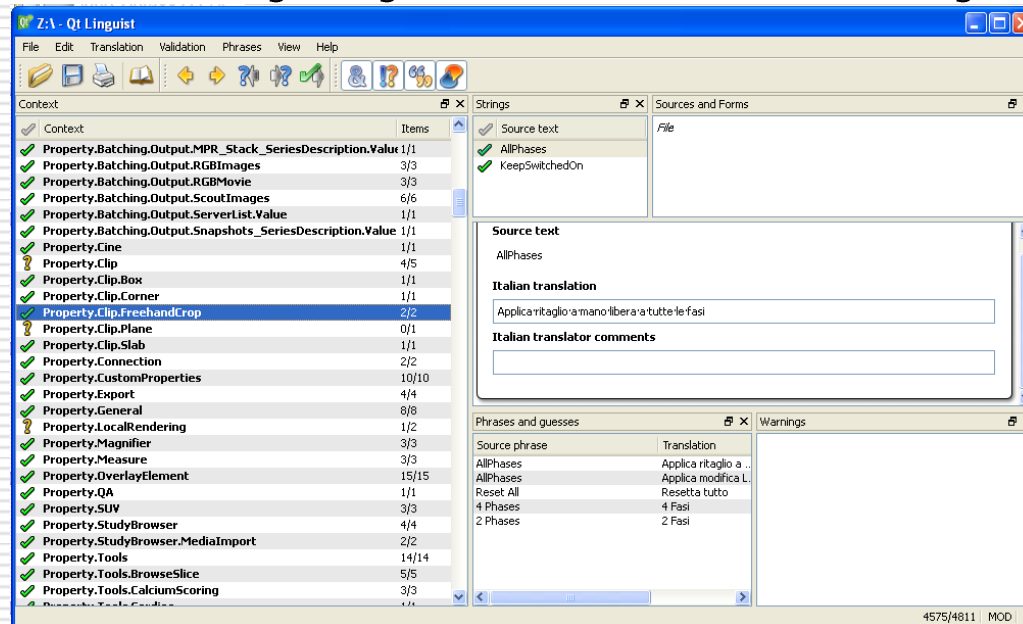 Z:\ - Qt Linguist
File Edit Translation Validation Phrases View Help
Context
Context Items
Property.Batching.Output.MPR_Stack_SeriesDescription.Value 1/1
Property.Batching.Output.RGBImages 3/3
Property.Batching.Output.RGBMovie 3/3
Property.Batching.Output.ScoutImages 6/6
Property.Batching.Output.ServerList.Value 1/1
Property.Batching.Output.Snapshots_SeriesDescription.Value 1/1
Property.Cine 1/1
Property.Clip 4/5
Property.Clip.Box 1/1
Property.Clip.Corner 1/1
Property.Clip.FreehandCrop 2/2
Property.Clip.Plane 0/1
Property.Clip.Slab 1/1
Property.Connection 2/2
Property.CustomProperties 10/10
Property.Export 4/4
Property.General 8/8
Property.LocalRendering 1/2
Property.Magnifier 3/3
Property.Measure 3/3
Property.OverlayElement 15/15
Property.QA 1/1
Property.SUV 3/3
Property.StudyBrowser 4/4
Property.StudyBrowser.MediaImport 2/2
Property.Tools 14/14
Property.Tools.BrowseSlice 5/5
Property.Tools.CalciumScoring 3/3
Strings
Source text
AllPhases
KeepSwitchedOn
Sources and Forms
File
Source text
AllPhases
Italian translation
Applica·ritaglio·a·mano·libera·a·tutte·le·fasi
Italian translator comments
Phrases and guesses
Source phrase Translation
AllPhases Applica ritaglio a ..
AllPhases Applica modifica L.
Reset All Resetta tutto
4 Phases 4 Fasi
2 Phases 2 Fasi
Warnings
4575/4811 MOD